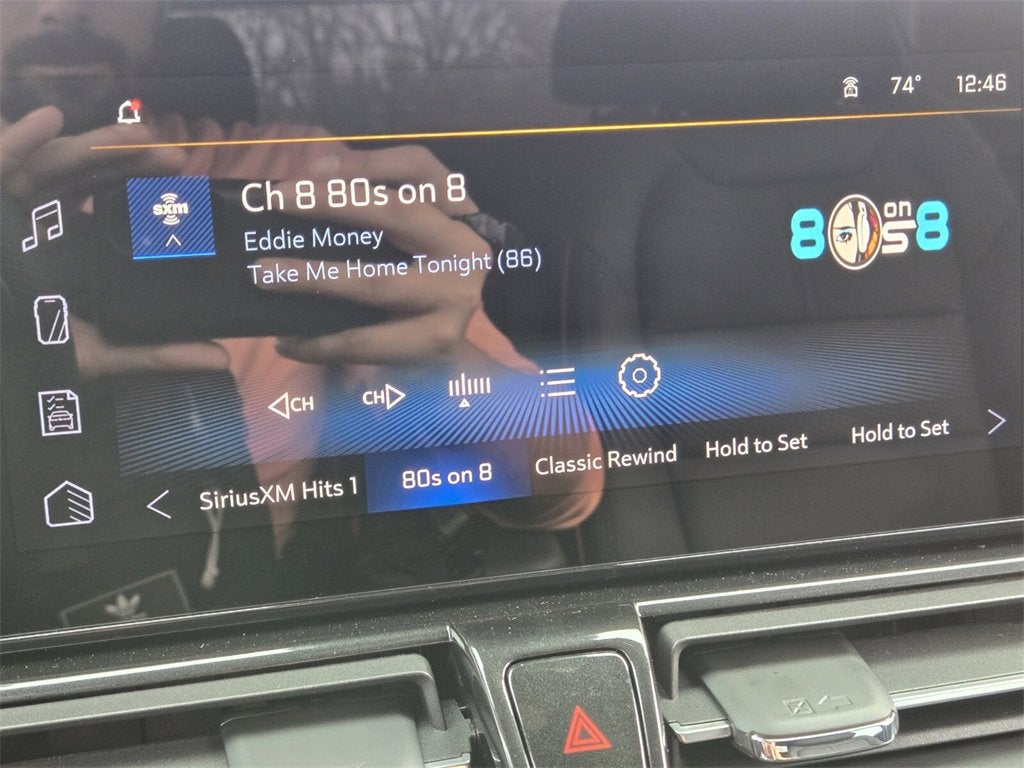 74° 12:46
sxm
Ch 8 80s on 8
Eddie Money
Take Me Home Tonight (86)
80s on 8
CH
CH
SiriusXM Hits 1
80s on 8
Classic Rewind
Hold to Set
Hold to Set